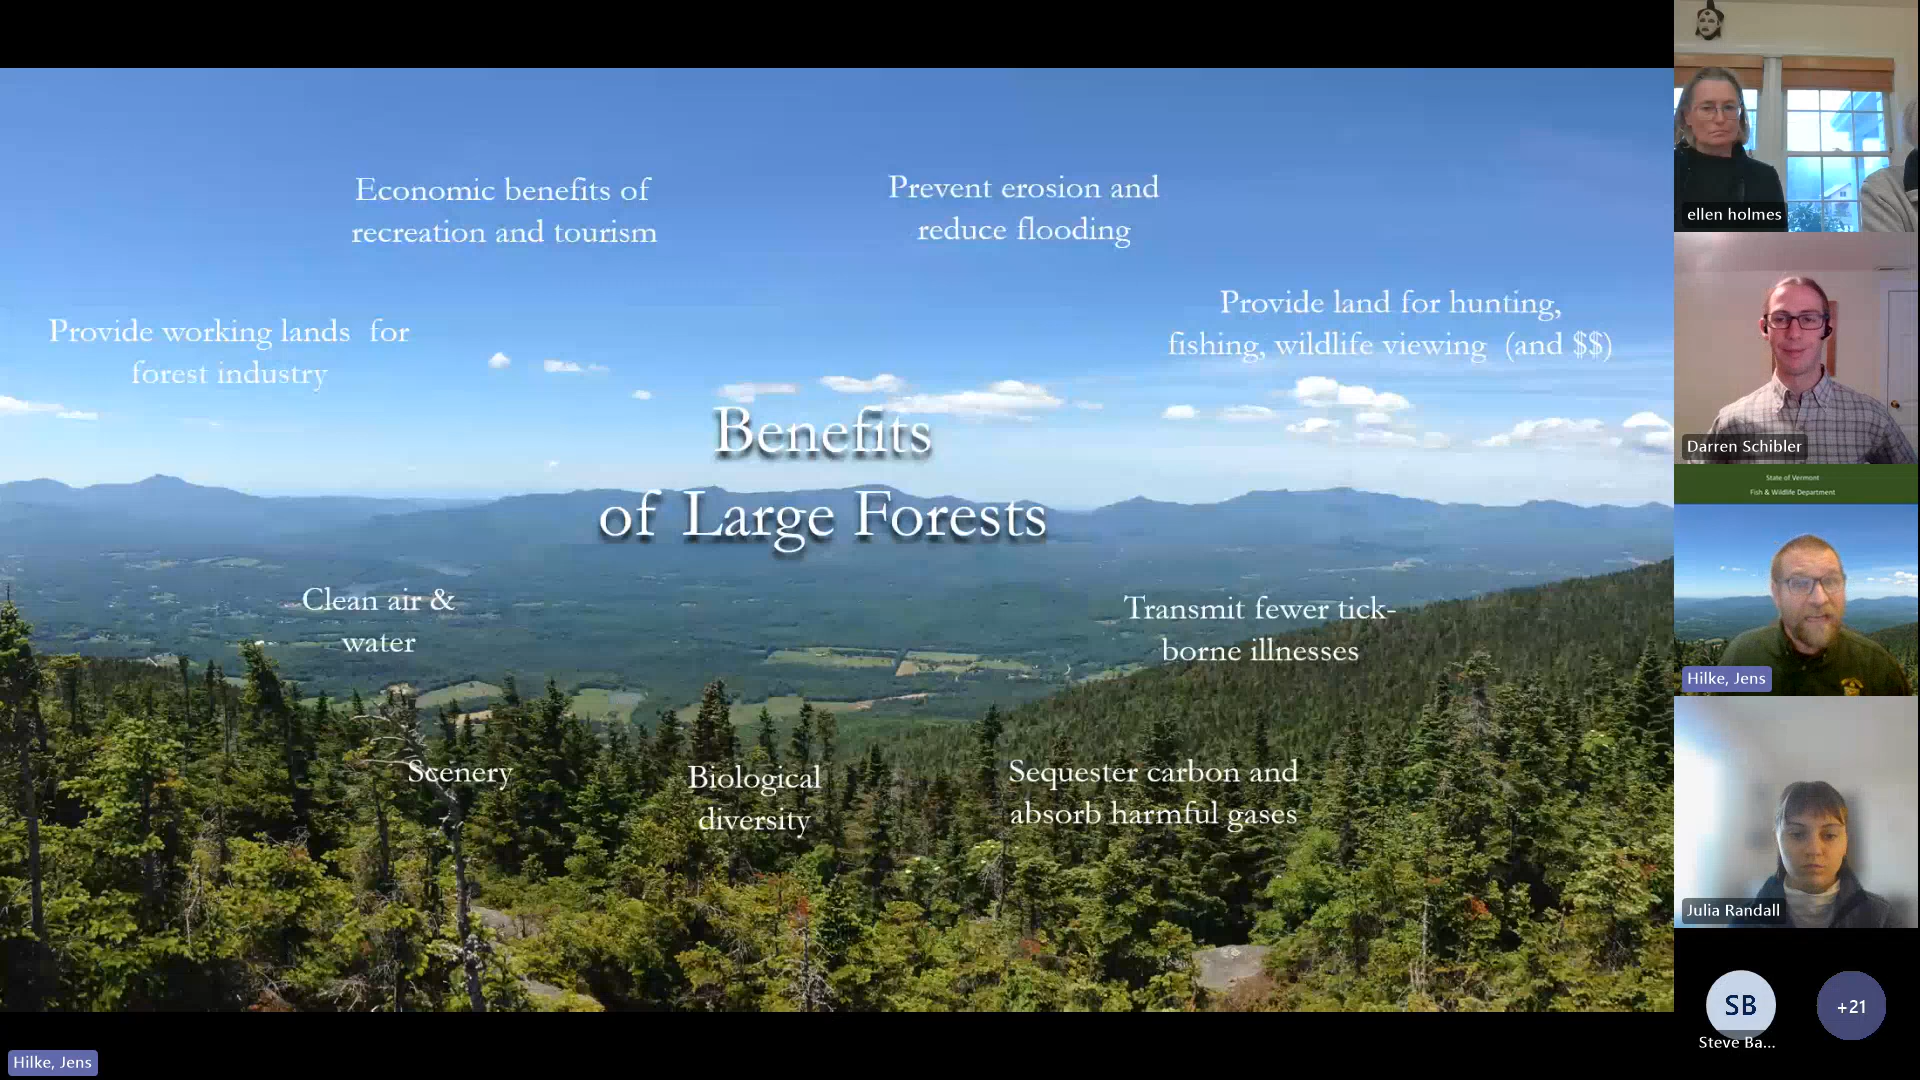 Economic benefits of
recreation and tourism
Prevent erosion and
reduce flooding
Provide land for hunting,
fishing, wildlife viewing (and $$)
Provide working lands for
forest industry
Benefits
of Large Forests
Clean air &
water
Transmit fewer tick-
borne illnesses
Scenery
Biological
diversity
Sequester carbon and
absorb harmful gases
ellen holmes
Darren Schibler
State of Vermont
Fish & Wildlife Department
Hilke, Jens
Julia Randall
SB
Steve Ba...
+21
Hilke, Jens